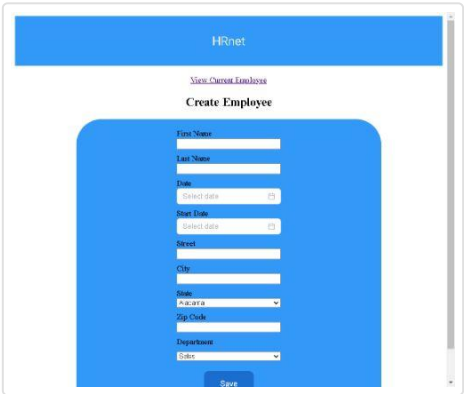 HRnet
View Current Employee
Create Employee
First Name
Last Name
Date
Select date
Start Date
Select date
Street
City
State
Alabama
Zip Code
Department
Sales
Save